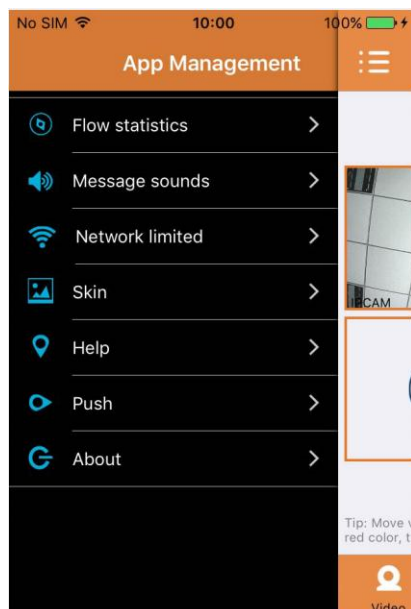 No SIM 10:00 100%
App Management
Flow statistics
Message sounds
Network limited
Skin
Help
Push
About
IPCAM
Tip: Move
red color, t
Video